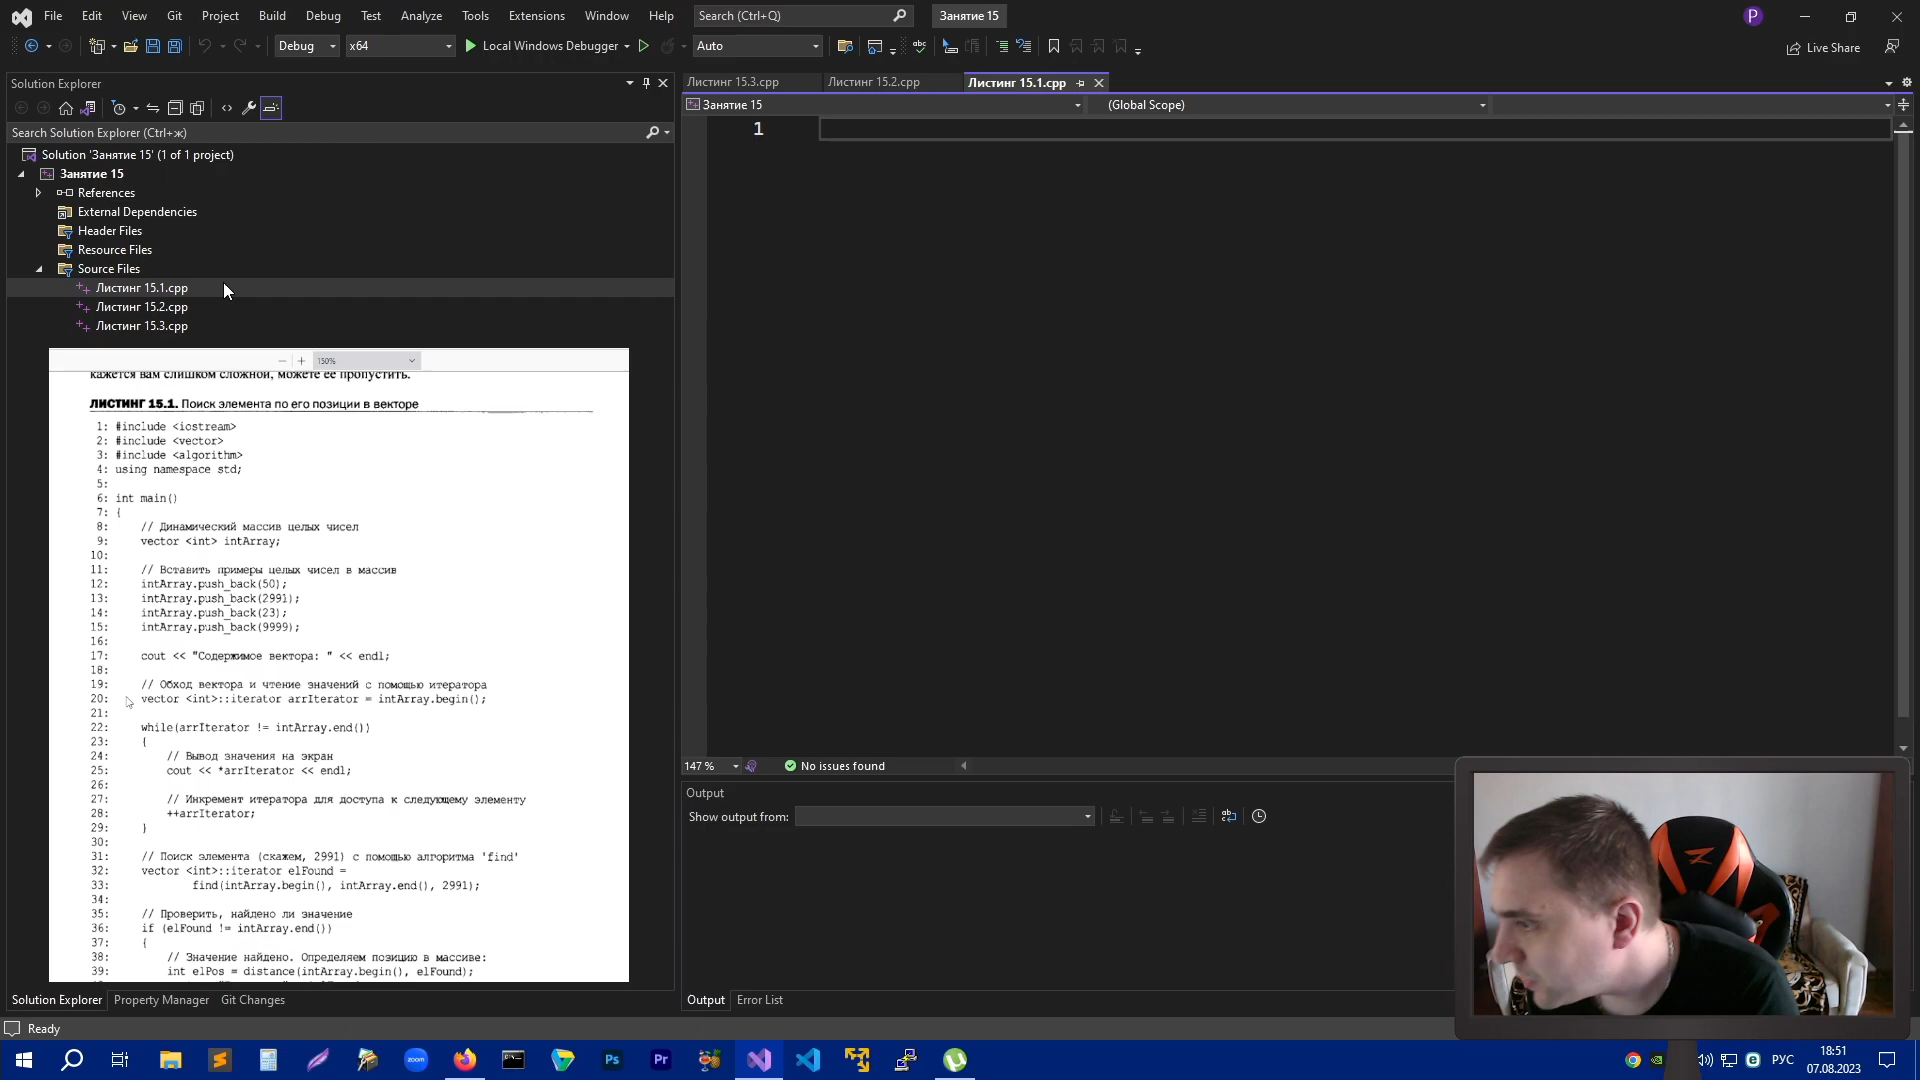 File Edit View Git Project Build Debug Test Analyze Tools Extensions Window Help Search (Ctrl+Q) Занятие 15 P
Debug x64 Local Windows Debugger Auto Live Share
Solution Explorer
Search Solution Explorer (Ctrl+ж)
Solution 'Занятие 15' (1 of 1 project)
Занятие 15
References
External Dependencies
Header Files
Resource Files
Source Files
Листинг 15.1.cpp
Листинг 15.2.cpp
Листинг 15.3.cpp
150%
кажется вам слишком сложной, можете ее пропустить.
ЛИСТИНГ 15.1. Поиск элемента по его позиции в векторе
1: #include <iostream>
2: #include <vector>
3: #include <algorithm>
4: using namespace std;
5:
6: int main()
7: {
8: // Динамический массив целых чисел
9: vector <int> intArray;
10:
11: // Вставить примеры целых чисел в массив
12: intArray.push_back(50);
13: intArray.push_back(2991);
14: intArray.push_back(23);
15: intArray.push_back(9999);
16:
17: cout << "Содержимое вектора: " << endl;
18:
19: // Обход вектора и чтение значений с помощью итератора
20: vector <int>::iterator arrIterator = intArray.begin();
21:
22: while(arrIterator != intArray.end())
23: {
24: // Вывод значения на экран
25: cout << *arrIterator << endl;
26:
27: // Инкремент итератора для доступа к следующему элементу
28: ++arrIterator;
29: }
30:
31: // Поиск элемента (скажем, 2991) с помощью алгоритма 'find'
32: vector <int>::iterator elFound =
33: find(intArray.begin(), intArray.end(), 2991);
34:
35: // Проверить, найдено ли значение
36: if (elFound != intArray.end())
37: {
38: // Значение найдено. Определяем позицию в массиве:
39: int elPos = distance(intArray.begin(), elFound);
Solution Explorer Property Manager Git Changes
Листинг 15.3.cpp Листинг 15.2.cpp Листинг 15.1.cpp
Занятие 15 (Global Scope)
1
147 % No issues found
Output
Show output from:
Output Error List
Ready
zoom Ps Pr
РУС
18:51
07.08.2023